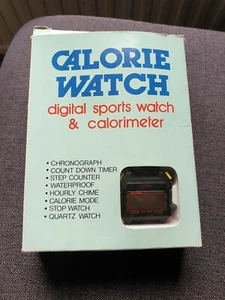 CALORIE
WATCH
digital sports watch
& calorimeter
• CHRONOGRAPH
• COUNT DOWN TIMER
• STEP COUNTER
• WATERPROOF
• HOURLY CHIME
• CALORIE MODE
• STOP WATCH
• QUARTZ WATCH